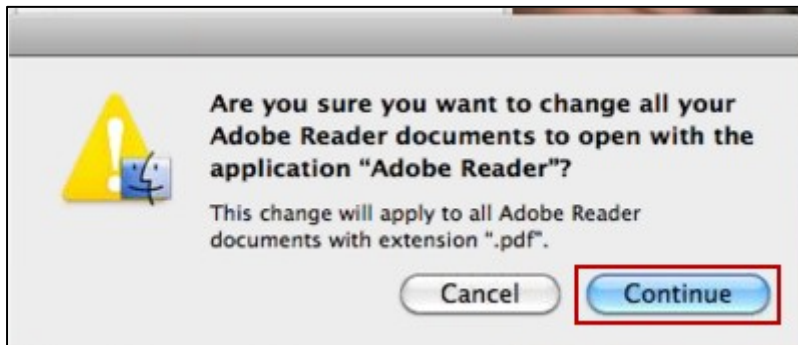 Are you sure you want to change all your
Adobe Reader documents to open with the
application “Adobe Reader”?
This change will apply to all Adobe Reader
documents with extension “.pdf”.
Cancel Continue